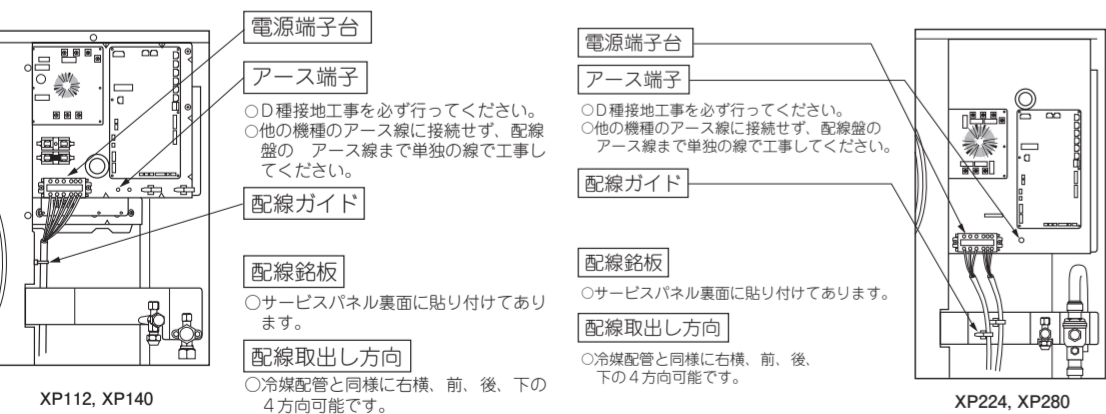 電源端子台
アース端子
○D種接地工事を必ず行ってください。
○他の機種のアース線に接続せず、配線
盤の　アース線まで単独の線で工事し
てください。
配線ガイド
配線銘板
○サービスパネル裏面に貼り付けてあり
ます。
配線取出し方向
○冷媒配管と同様に右横、前、後、下の
４方向可能です。
XP112, XP140
電源端子台
アース端子
○D種接地工事を必ず行ってください。
○他の機種のアース線に接続せず、配線盤の
アース線まで単独の線で工事してください。
配線ガイド
配線銘板
○サービスパネル裏面に貼り付けてあります。
配線取出し方向
○冷媒配管と同様に右横、前、後、
下の４方向可能です。
XP224, XP280